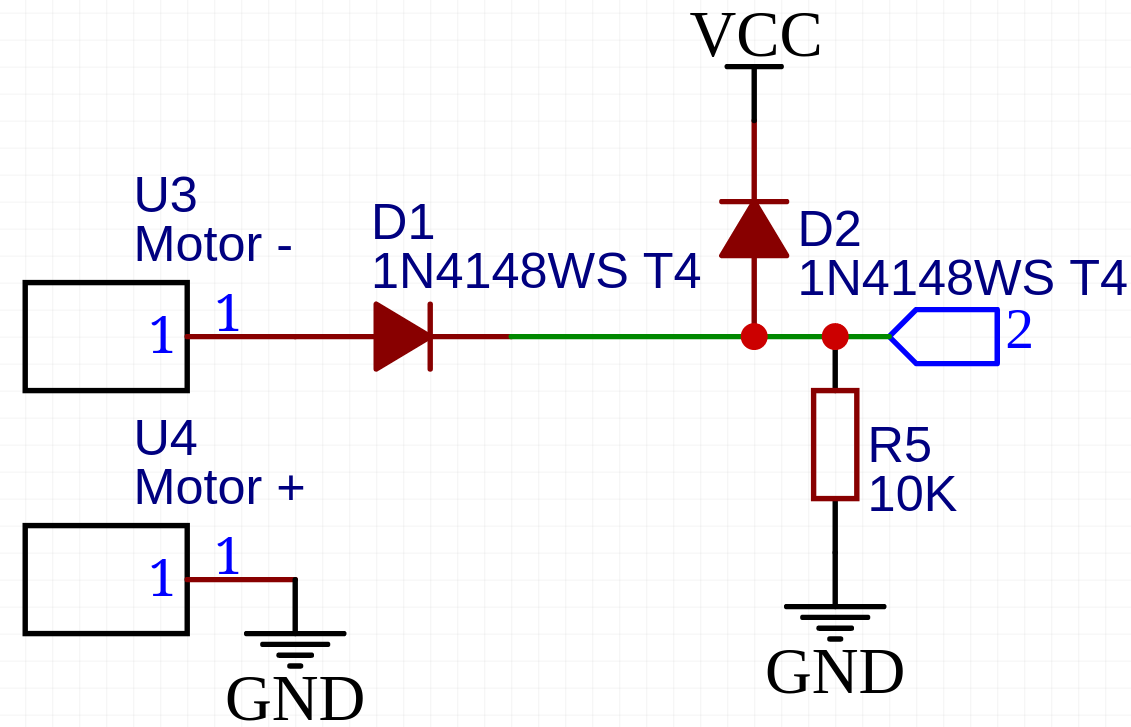 VCC
U3
Motor -
1
1
D1
1N4148WS T4
D2
1N4148WS T4
2
U4
Motor +
1
1
GND
R5
10K
GND